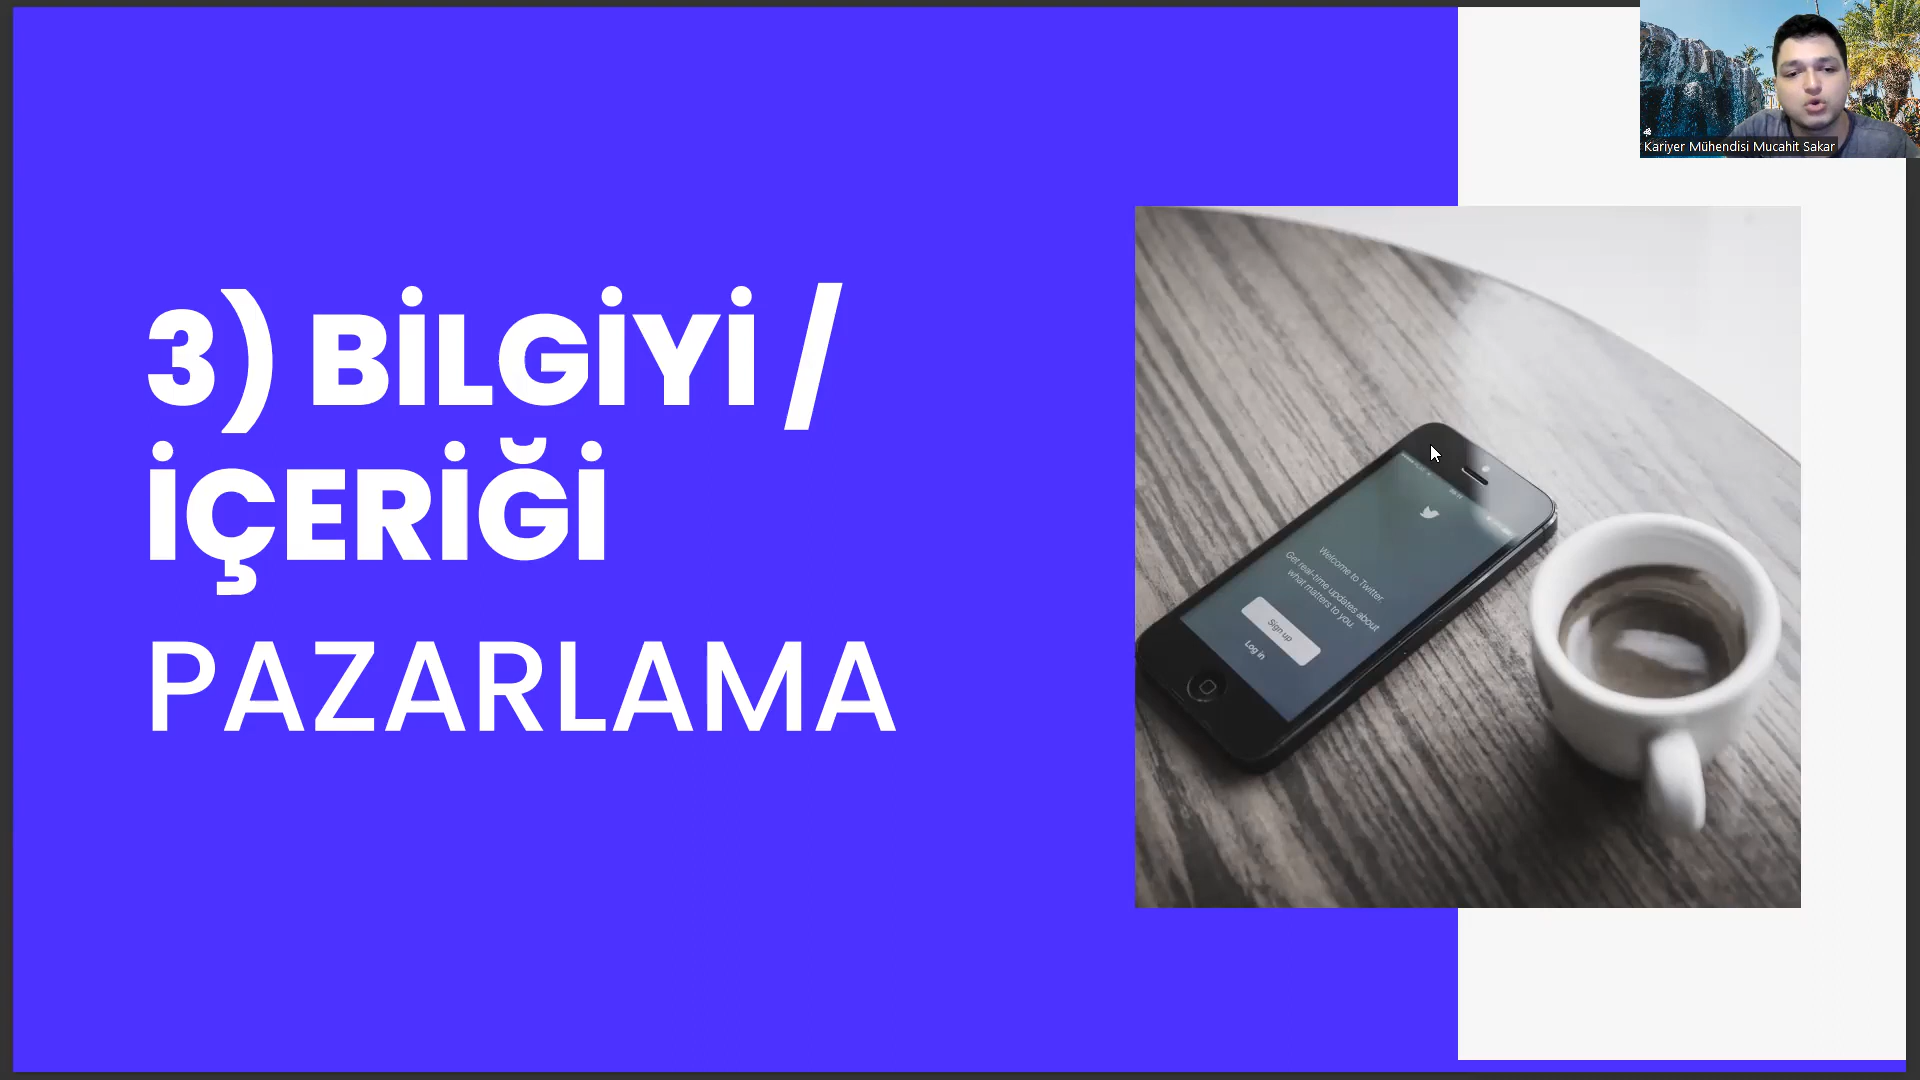 3) BİLGİYİ /
İÇERİĞİ
PAZARLAMA
Kariyer Mühendisi Mucahit Sakar
Welcome to Twitter.
Get real-time updates about
what matters to you.
Sign up
Log in